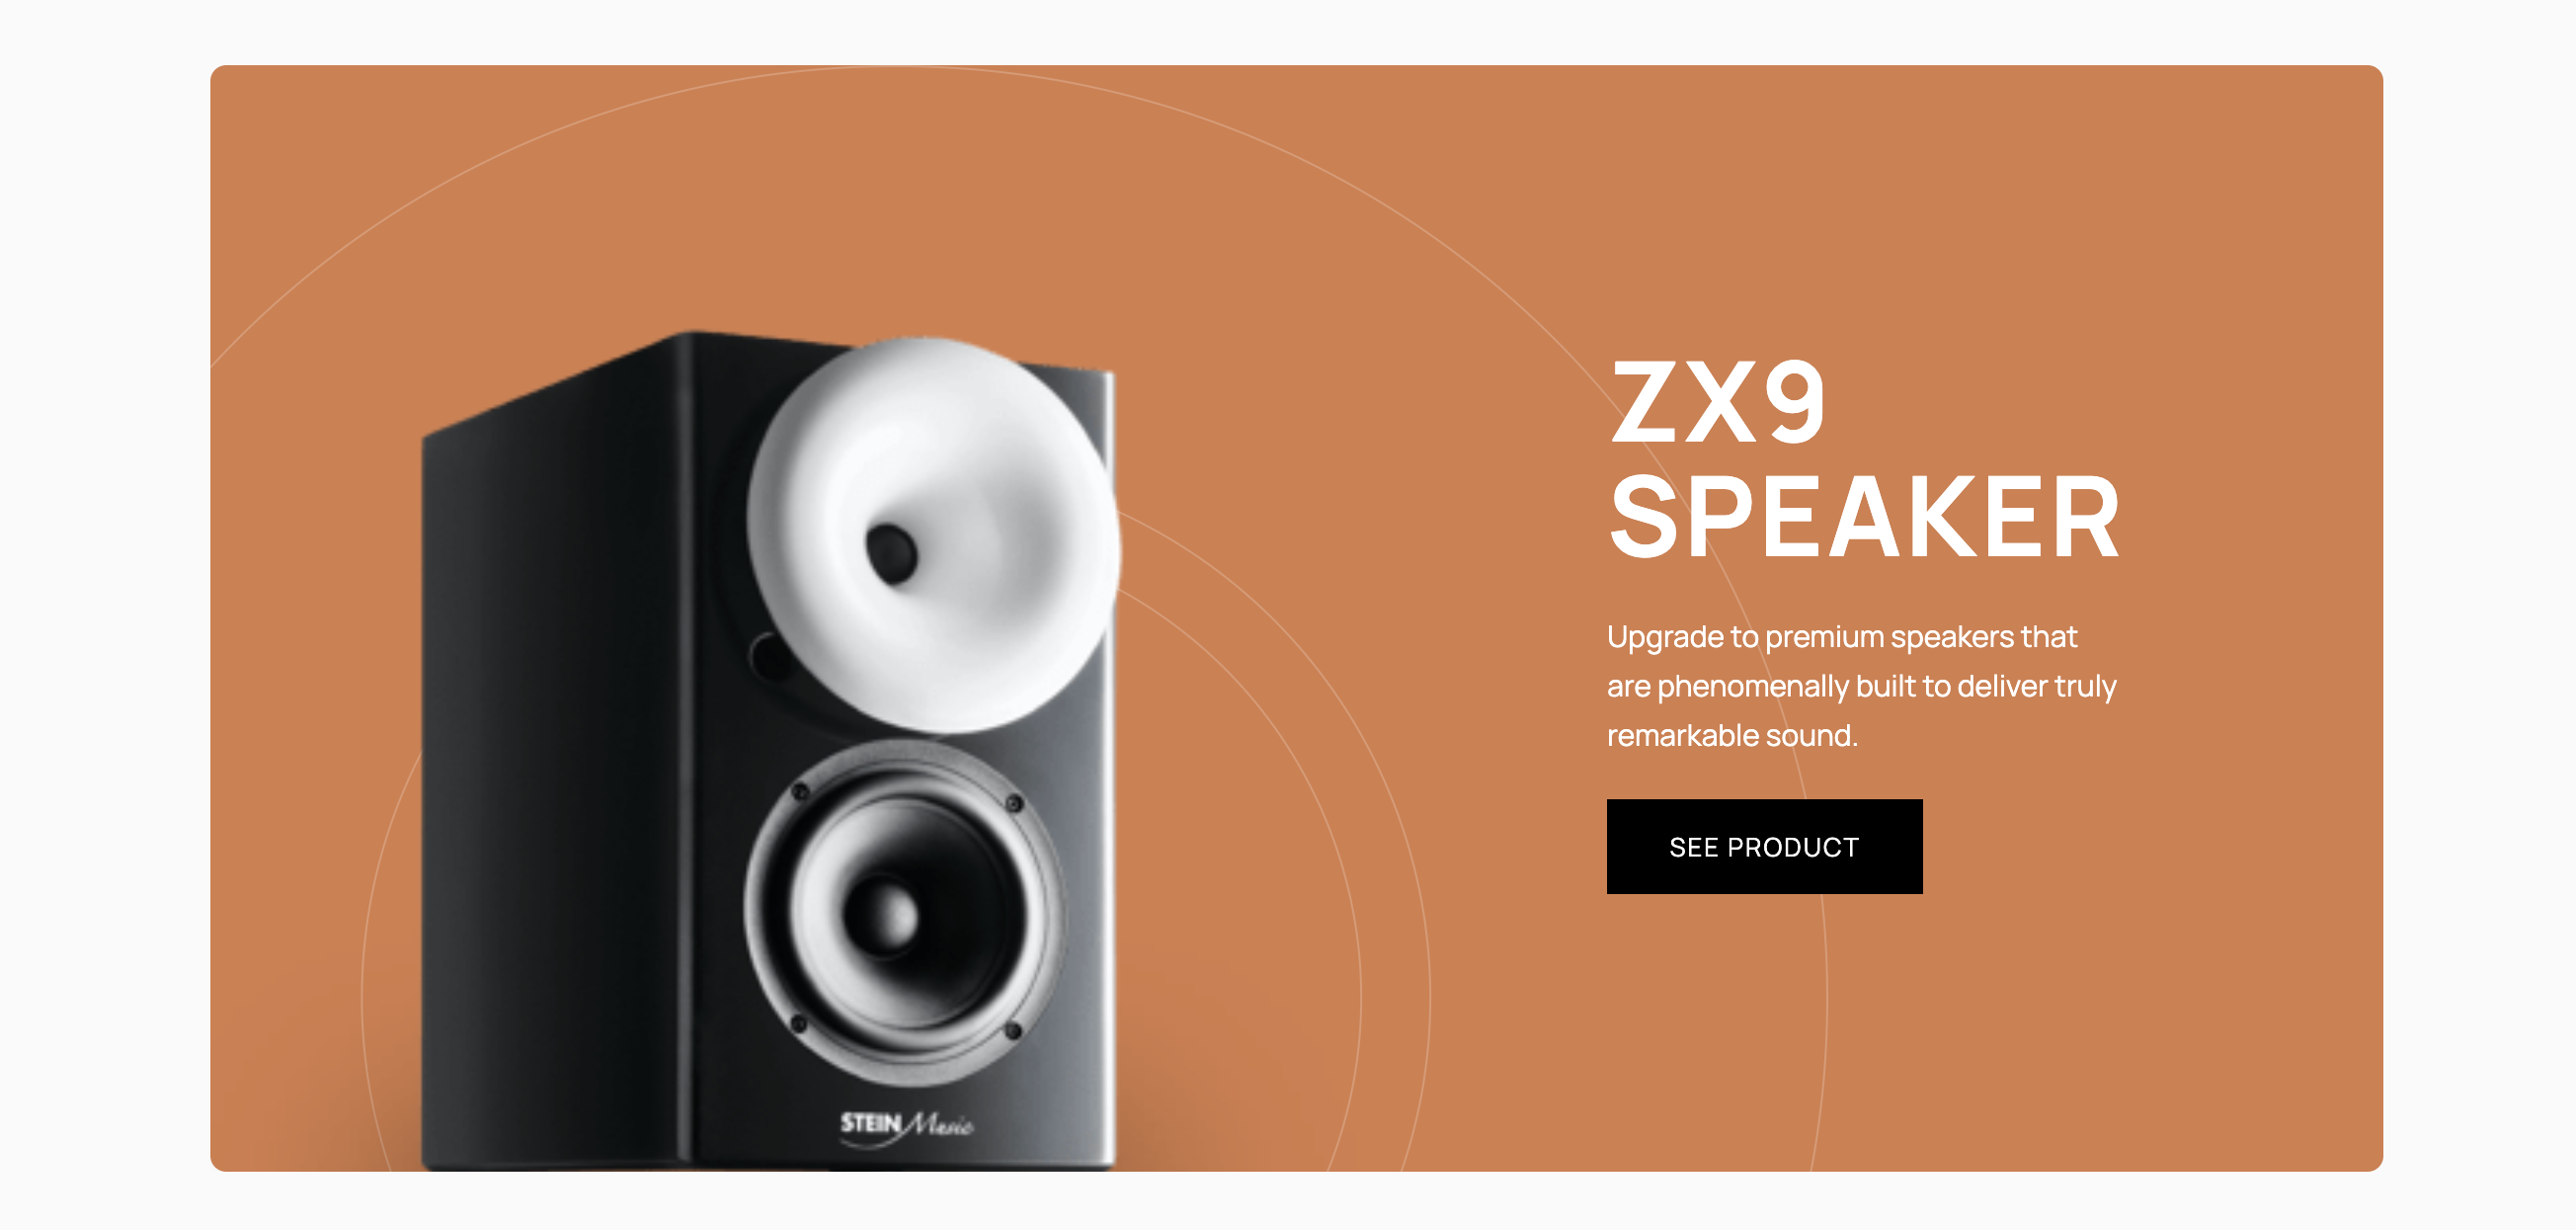 ZX9
SPEAKER
Upgrade to premium speakers that
are phenomenally built to deliver truly
remarkable sound.
SEE PRODUCT
STEIN Music